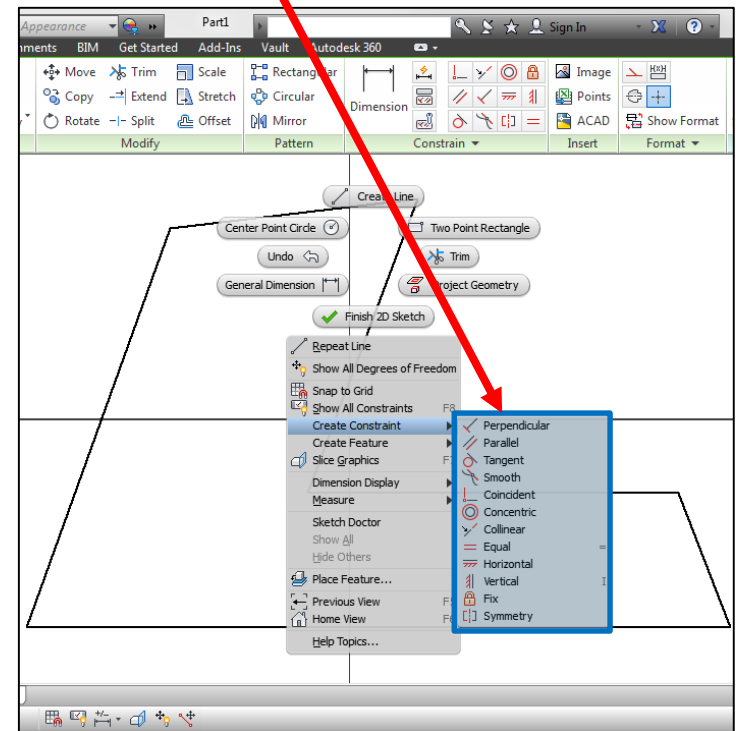 Appearance Part1 Sign In
BIM Get Started Add-Ins Vault Autodesk 360
Move Trim Scale Rectangular Image
Copy Extend Stretch Circular Dimension Points
Rotate Split Offset Mirror ACAD Show Format
Modify Pattern Constrain Insert Format
Create Line
Center Point Circle Two Point Rectangle
Undo Trim
General Dimension Project Geometry
Finish 2D Sketch
Repeat Line
Show All Degrees of Freedom
Snap to Grid
Show All Constraints F8
Create Constraint
Create Feature
Slice Graphics
Dimension Display
Measure
Sketch Doctor
Show All
Hide Others
Place Feature...
Previous View
Home View
Help Topics...
Perpendicular
Parallel
Tangent
Smooth
Coincident
Concentric
Collinear
Equal =
Horizontal
Vertical I
Fix
Symmetry